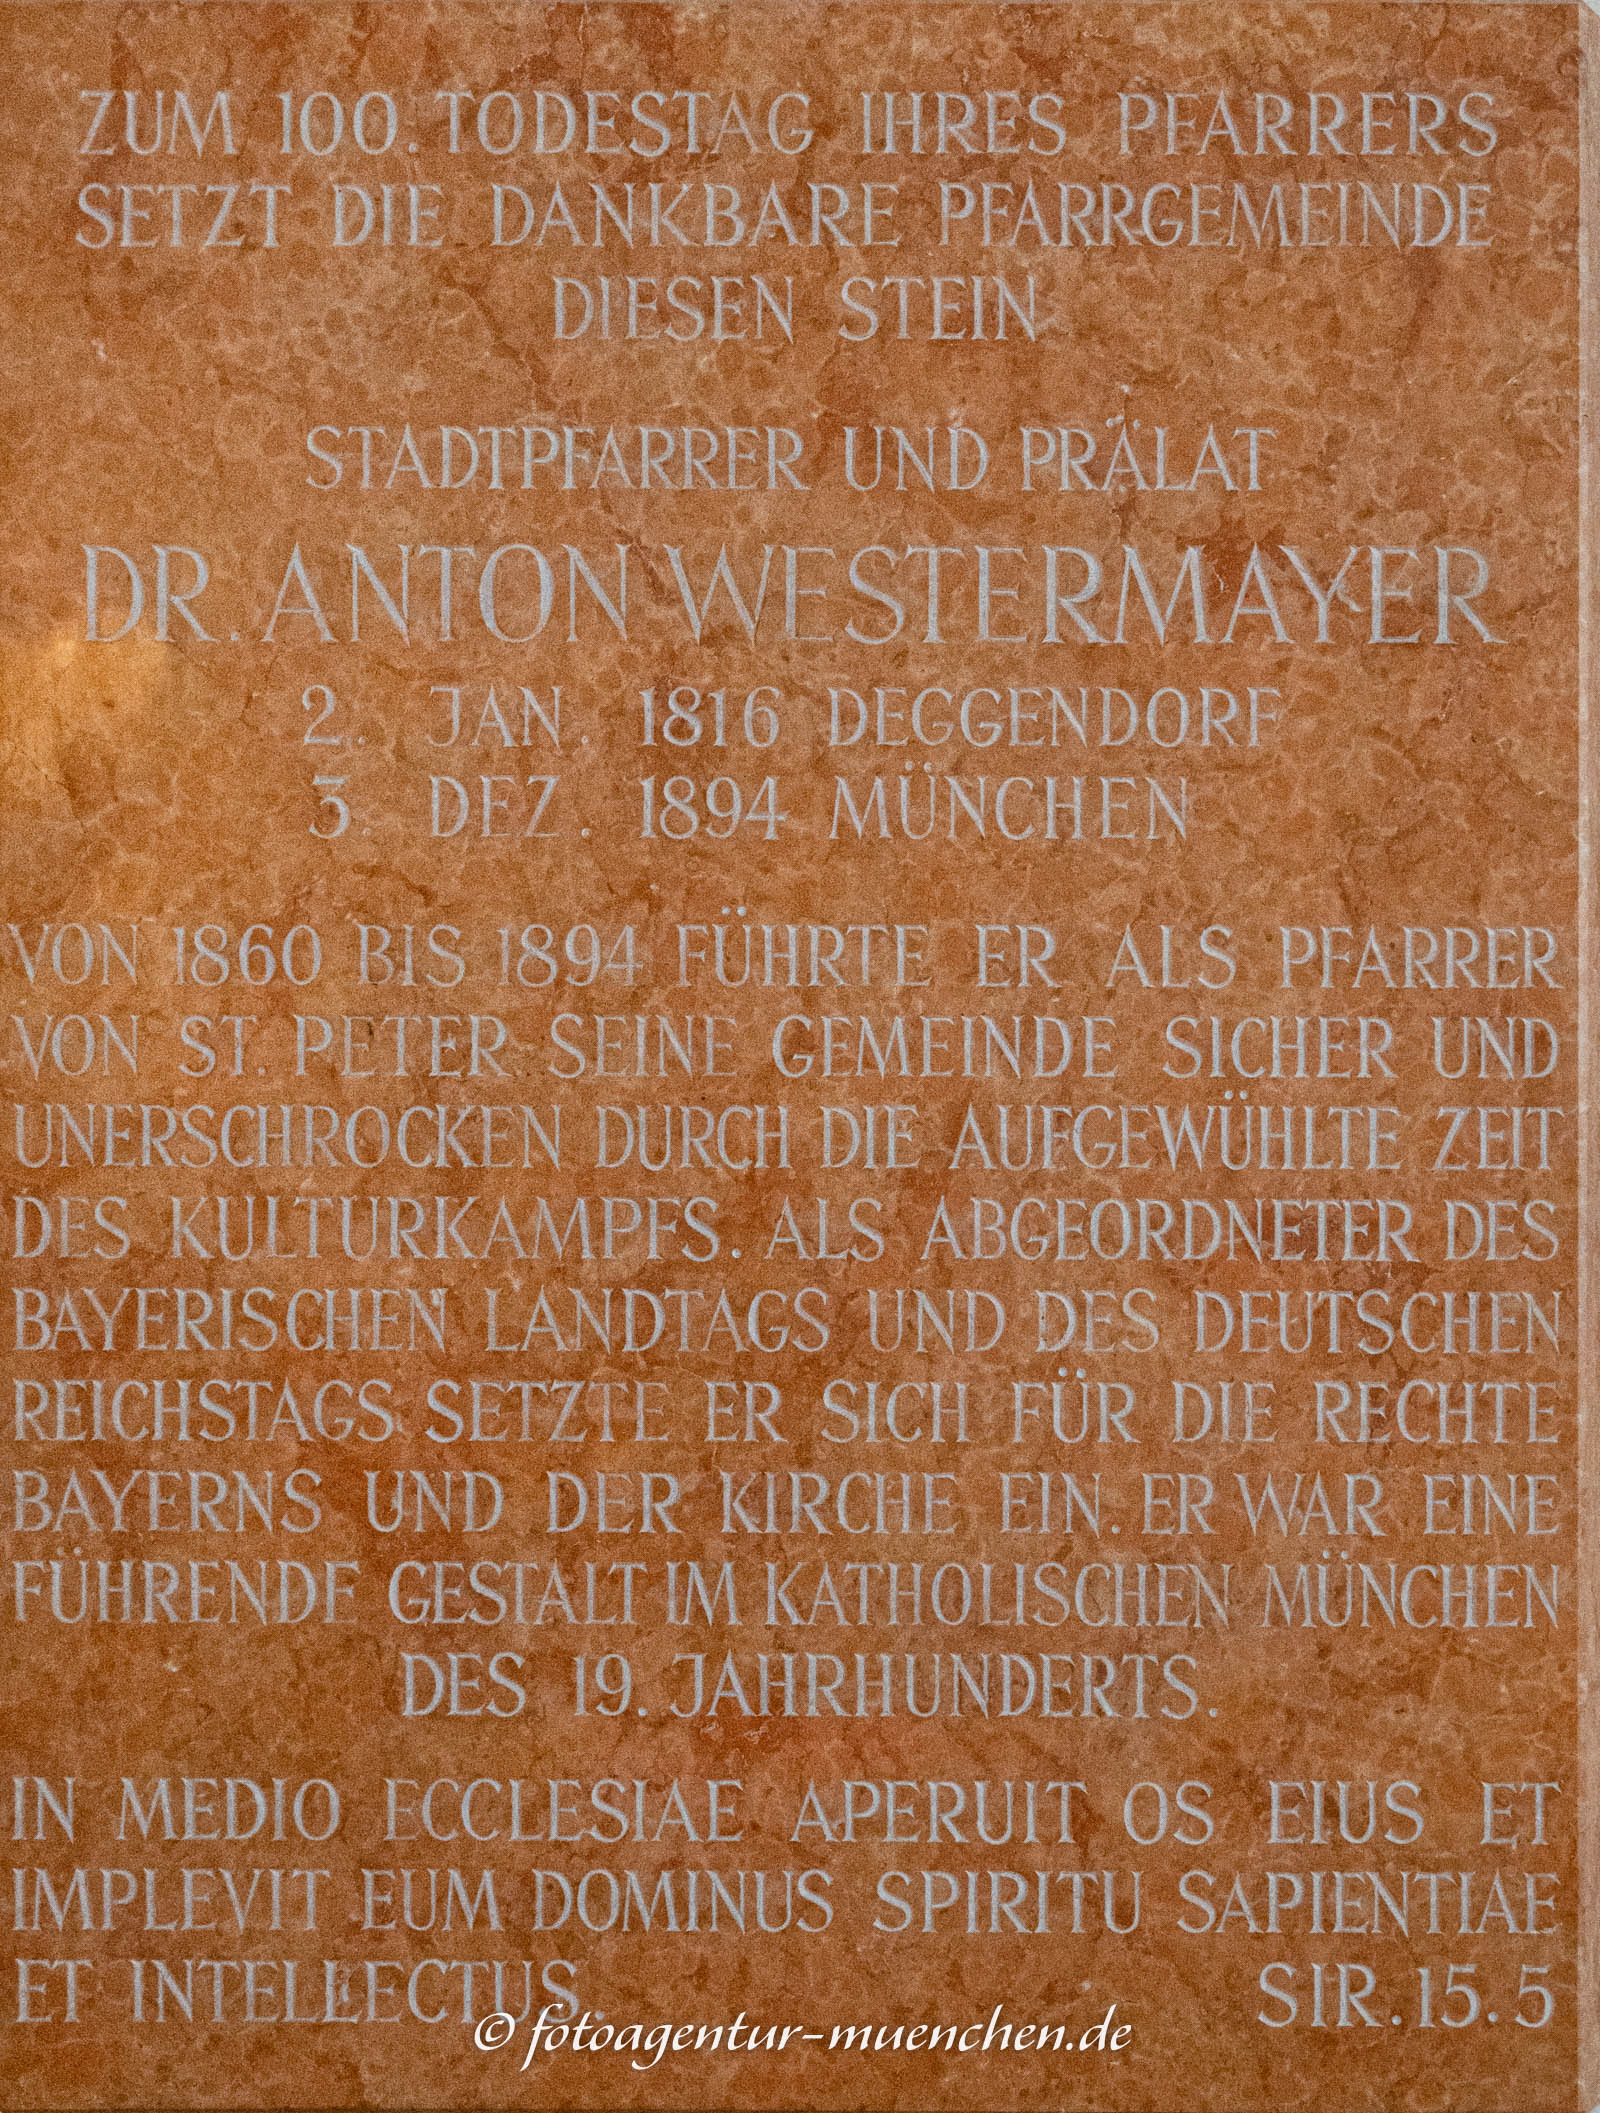 ZUM 100. TODESTAG IHRES PFARRERS
SETZT DIE DANKBARE PFARRGEMEINDE
DIESEN STEIN
STADTPFARRER UND PRÄLAT
DR. ANTON WESTERMAYER
2. JAN. 1816 DEGGENDORF
3. DEZ. 1894 MÜNCHEN
VON 1860 BIS 1894 FÜHRTE ER ALS PFARRER
VON ST. PETER SEINE GEMEINDE SICHER UND
UNERSCHROCKEN DURCH DIE AUFGEWÜHLTE ZEIT
DES KULTURKAMPFS. ALS ABGEORDNETER DES
BAYERISCHEN LANDTAGS UND DES DEUTSCHEN
REICHSTAGS SETZTE ER SICH FÜR DIE RECHTE
BAYERNS UND DER KIRCHE EIN. ER WAR EINE
FÜHRENDE GESTALT IM KATHOLISCHEN MÜNCHEN
DES 19. JAHRHUNDERTS.
IN MEDIO ECCLESIAE APERUIT OS EIUS ET
IMPLEVIT EUM DOMINUS SPIRITU SAPIENTIAE
ET INTELLECTUS. SIR. 15. 5
© fotoagentur-muenchen.de